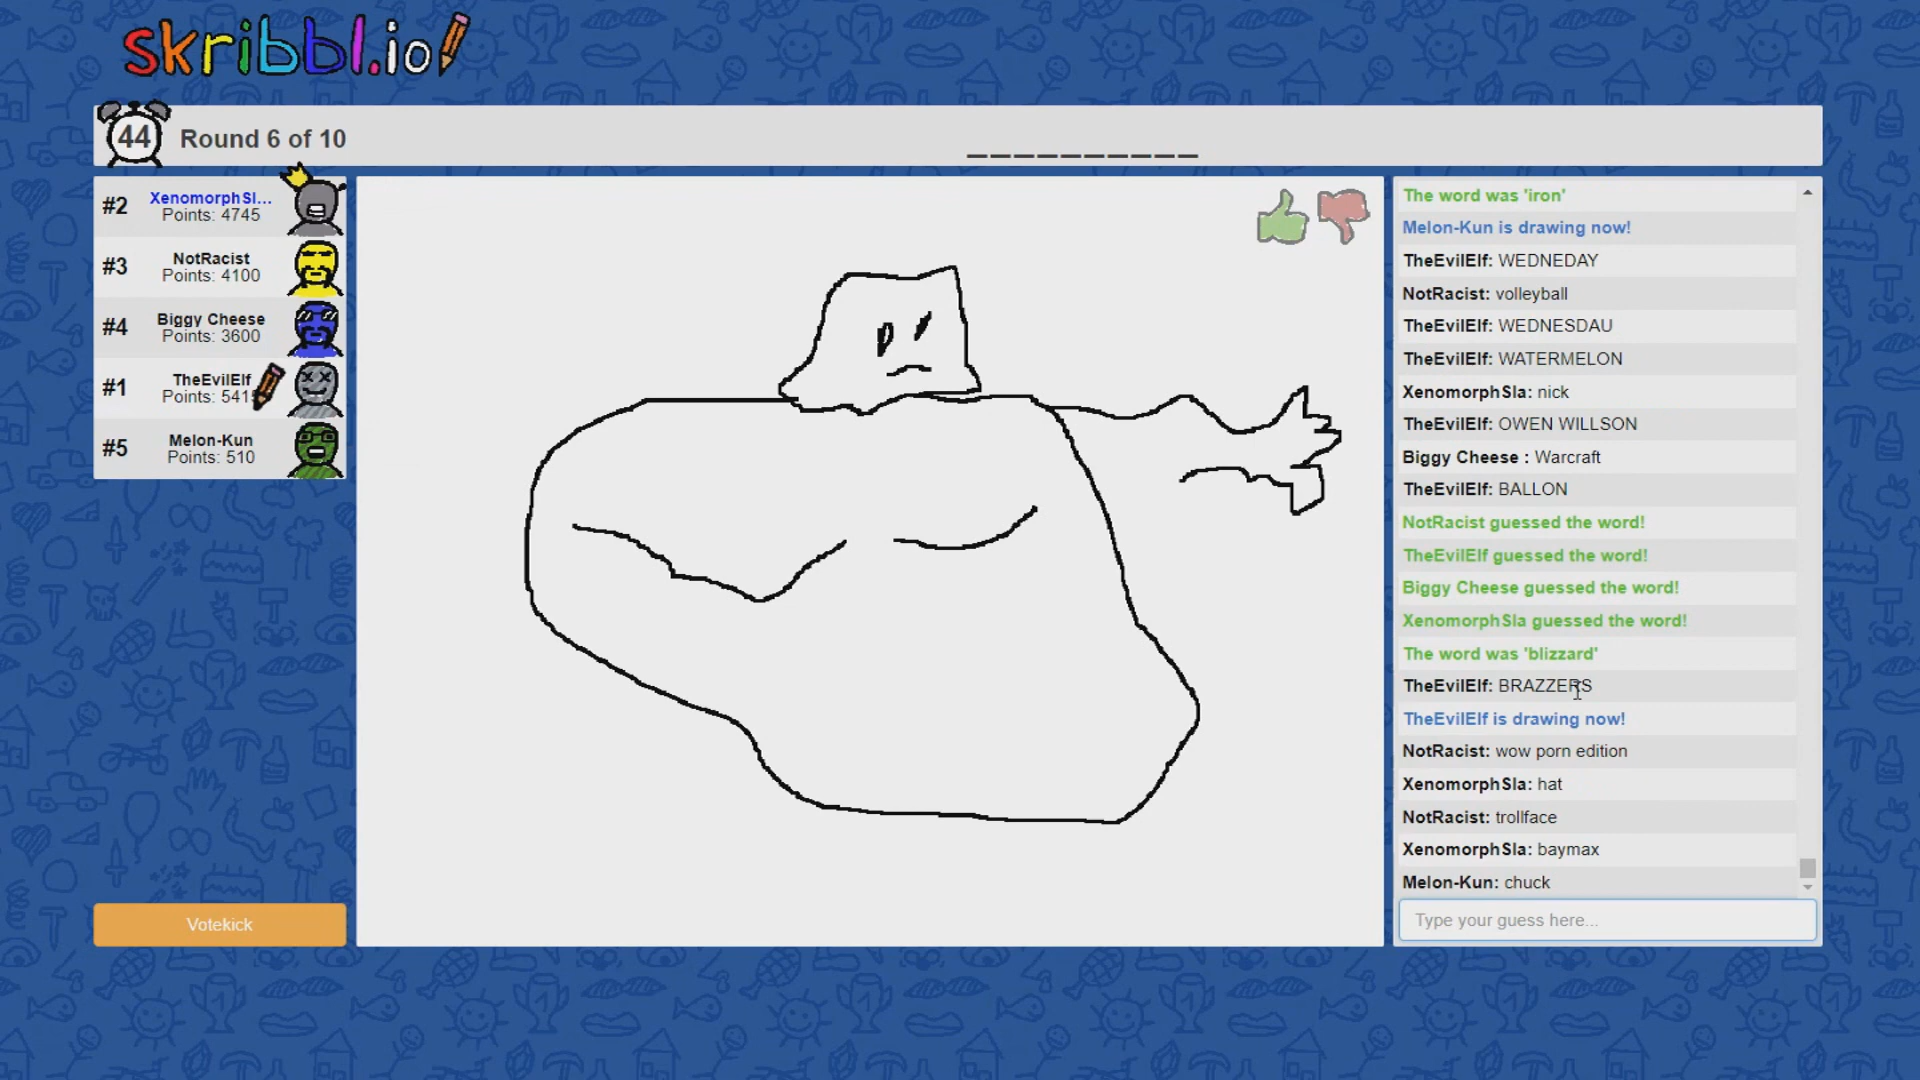 skribbl.io
44
Round 6 of 10
__________
#2
XenomorphSl...
Points: 4745
#3
NotRacist
Points: 4100
#4
Biggy Cheese
Points: 3600
#1
TheEvilElf
Points: 541
#5
Melon-Kun
Points: 510
Votekick
The word was 'iron'
Melon-Kun is drawing now!
TheEvilElf: WEDNEDAY
NotRacist: volleyball
TheEvilElf: WEDNESDAU
TheEvilElf: WATERMELON
XenomorphSla: nick
TheEvilElf: OWEN WILLSON
Biggy Cheese : Warcraft
TheEvilElf: BALLON
NotRacist guessed the word!
TheEvilElf guessed the word!
Biggy Cheese guessed the word!
XenomorphSla guessed the word!
The word was 'blizzard'
TheEvilElf: BRAZZERS
TheEvilElf is drawing now!
NotRacist: wow porn edition
XenomorphSla: hat
NotRacist: trollface
XenomorphSla: baymax
Melon-Kun: chuck
Type your guess here...